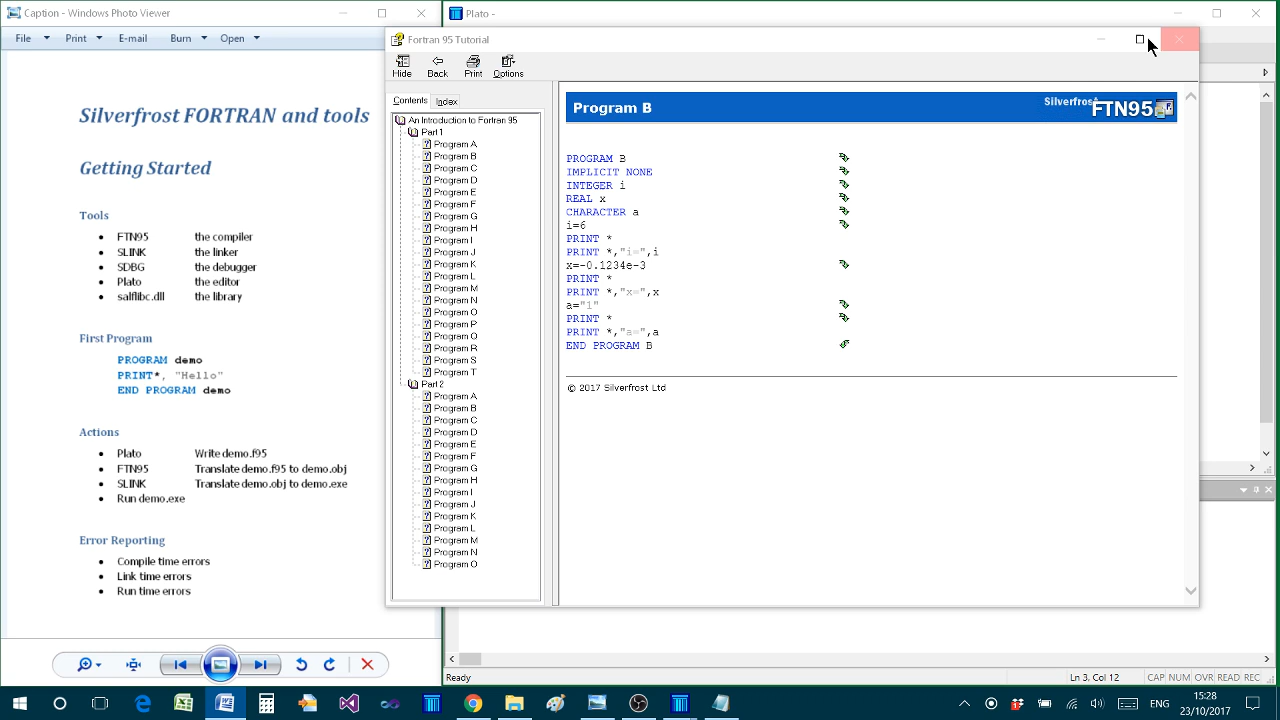 Caption - Windows Photo Viewer
File Print E-mail Burn Open
Silverfrost FORTRAN and tools
Getting Started
Tools
• FTN95 the compiler
• SLINK the linker
• SDBG the debugger
• Plato the editor
• salflibc.dll the library
First Program
PROGRAM demo
PRINT*, "Hello"
END PROGRAM demo
Actions
• Plato Write demo.f95
• FTN95 Translate demo.f95 to demo.obj
• SLINK Translate demo.obj to demo.exe
• Run demo.exe
Error Reporting
• Compile time errors
• Link time errors
• Run time errors
Plato -
Fortran 95 Tutorial
Hide Back Print Options
Contents Index
An Introduction to Fortran 95
Part 1
Program A
Program B
Program C
Program D
Program E
Program F
Program G
Program H
Program I
Program J
Program K
Program L
Program M
Program N
Program O
Program P
Program Q
Program R
Program S
Program T
Part 2
Program A
Program B
Program C
Program D
Program E
Program F
Program G
Program H
Program I
Program J
Program K
Program L
Program M
Program N
Program O
Program B
Silverfrost FTN95
PROGRAM B
IMPLICIT NONE
INTEGER i
REAL x
CHARACTER a
i=6
PRINT *
PRINT *,"i=",i
x=-0.1234e-3
PRINT *
PRINT *,"x=",x
a="1"
PRINT *
PRINT *,"a=",a
END PROGRAM B
© 2017 Silverfrost Ltd
Ready Ln 3, Col 12 CAP NUM OVR READ REC
ENG 15:28
23/10/2017